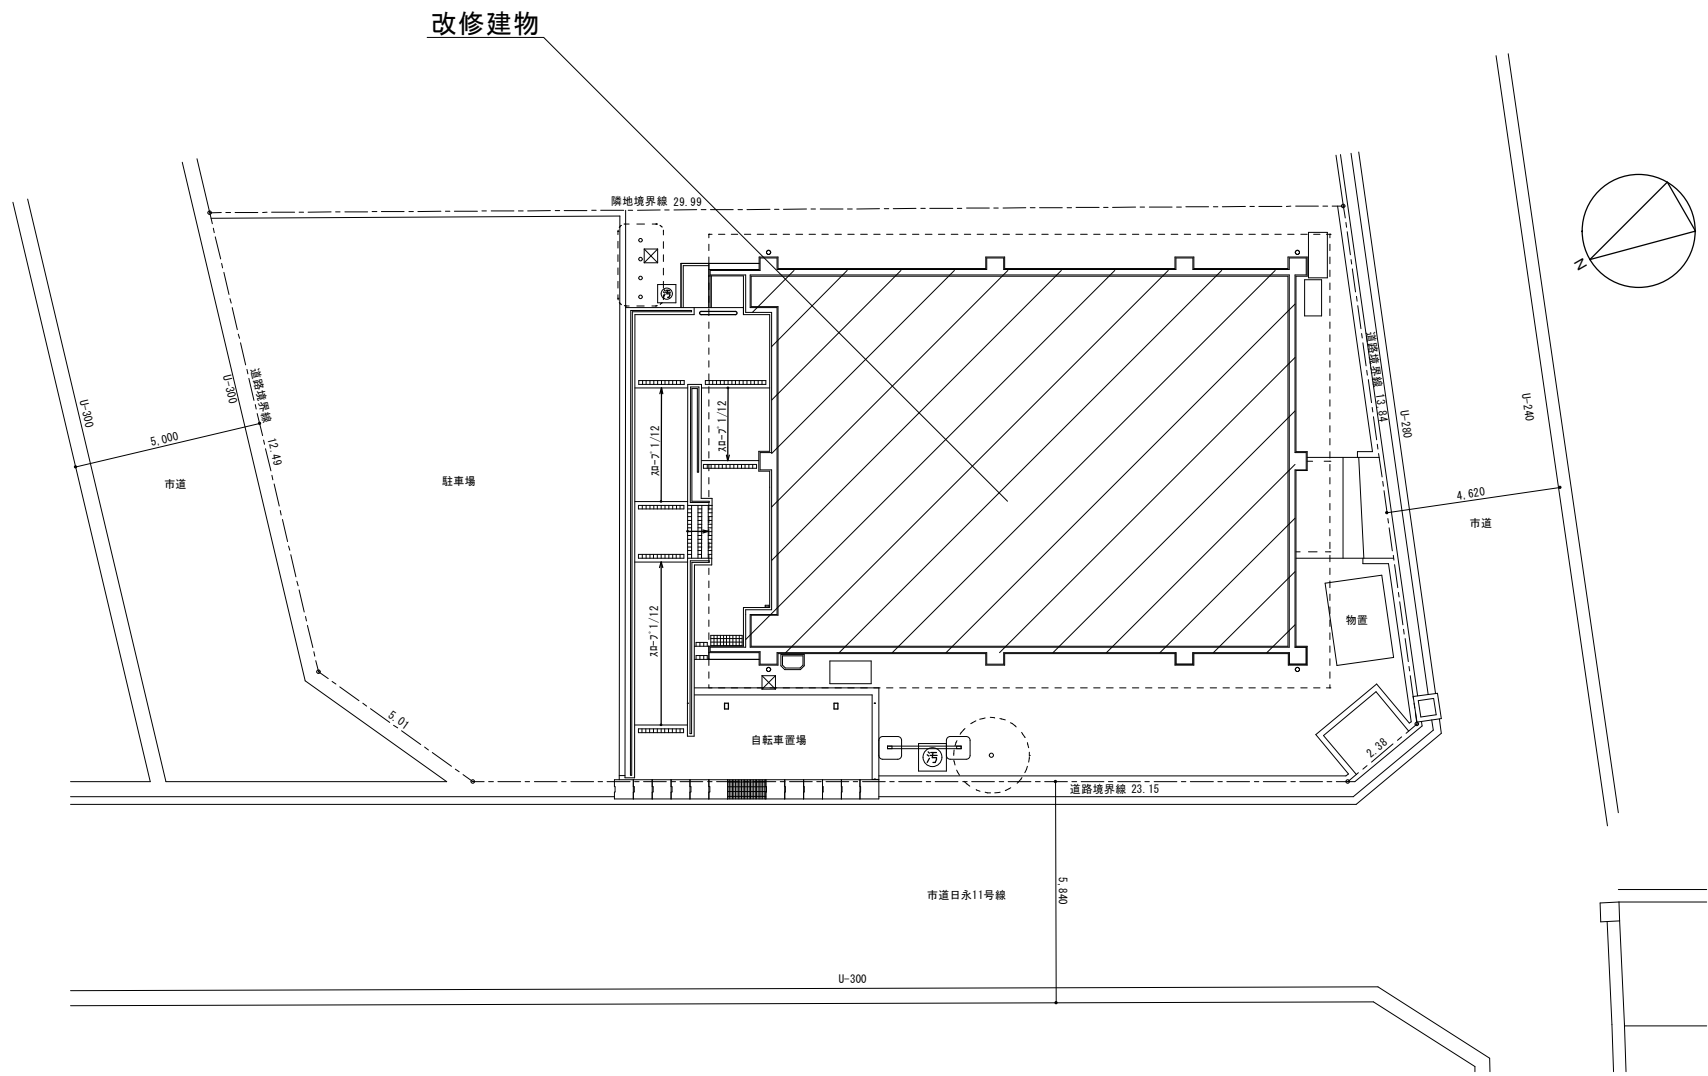 改修建物
隣地境界線 29.99
N
道路境界線 12.49
U-300
U-300
5,000
市道
駐車場
汚
スロープ 1/12
スロープ 1/12
スロープ 1/12
道路境界線 13.84
U-280
U-240
4,620
市道
物置
5.01
自転車置場
汚
2.38
道路境界線 23.15
市道日永11号線
5,840
U-300